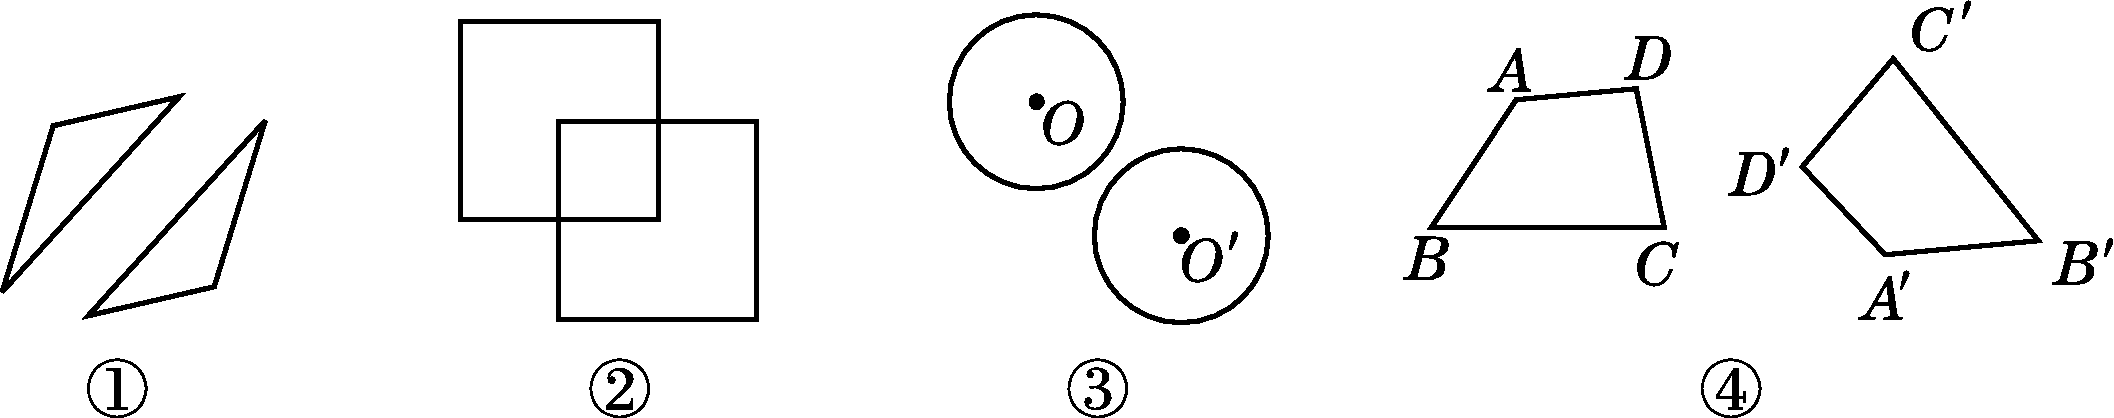 O
O′
A
D
B
C
C′
D′
A′
B′
① ② ③ ④